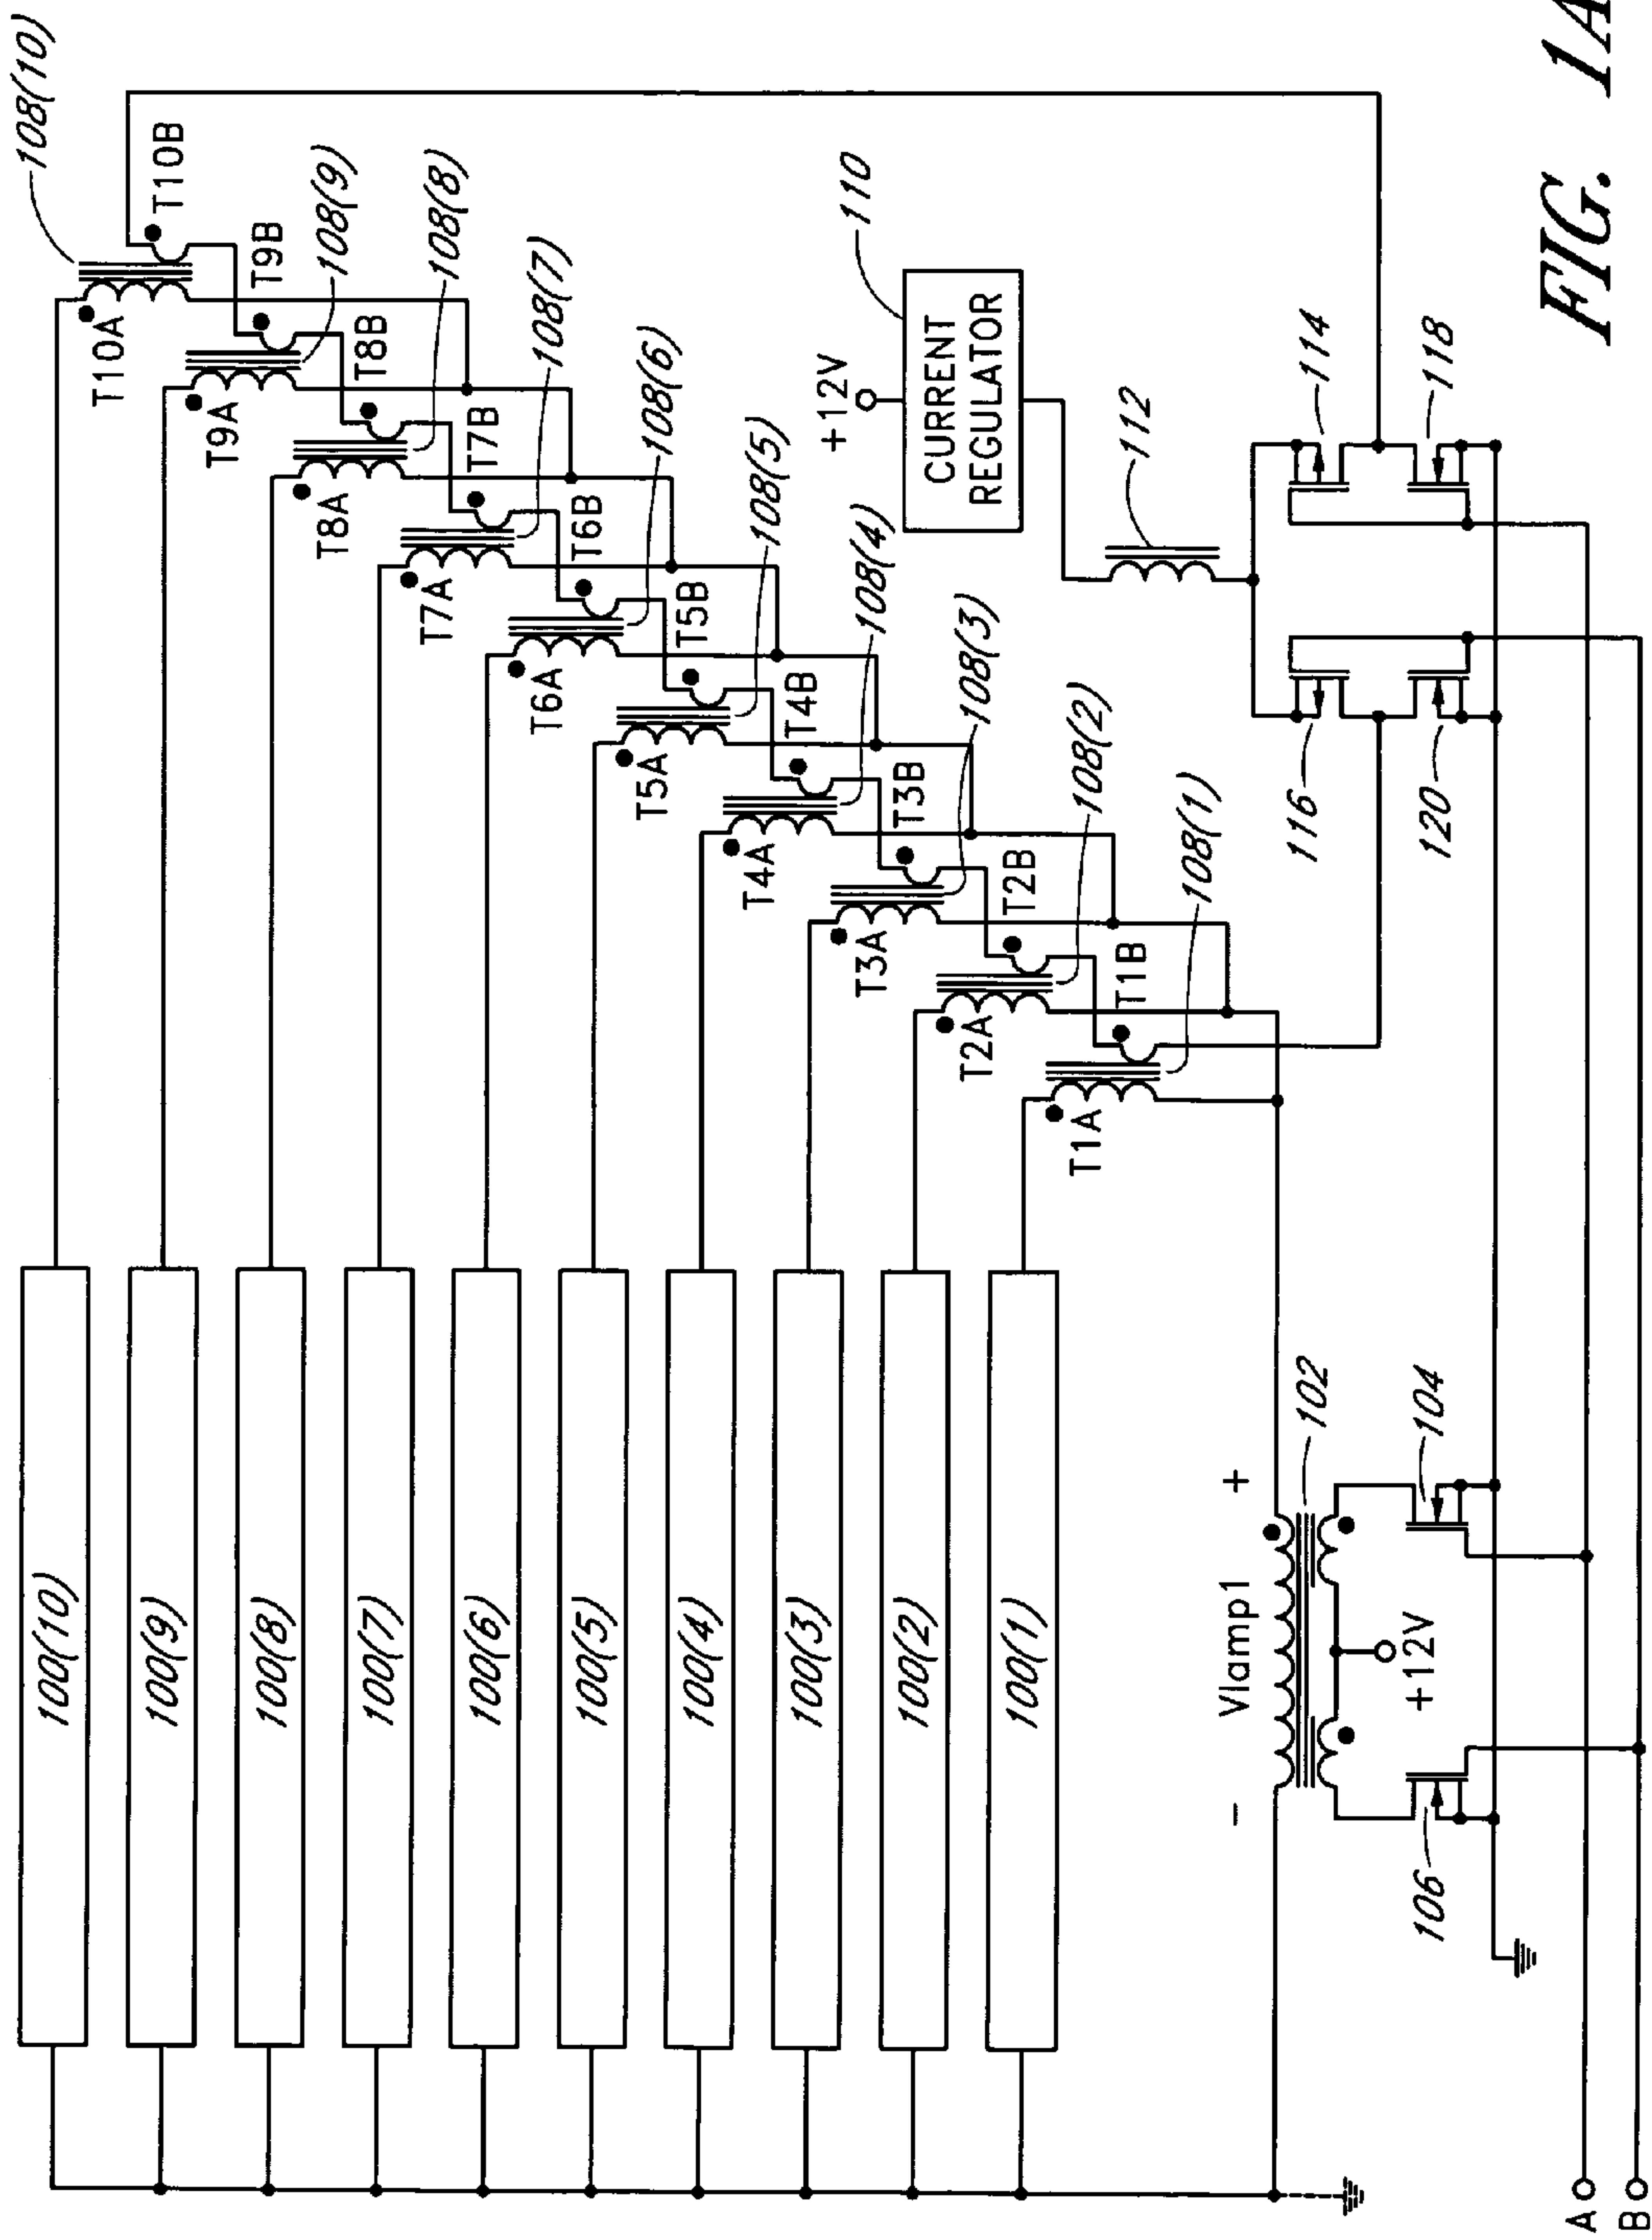 108(10)
T10B
T10A
T9B
108(9)
T9A
T8B
108(8)
T8A
T7B
108(7)
T7A
T6B
108(6)
T6A
T5B
108(5)
T5A
T4B
108(4)
T4A
T3B
108(3)
T3A
T2B
108(2)
T2A
T1B
108(1)
T1A
100(10)
100(9)
100(8)
100(7)
100(6)
100(5)
100(4)
100(3)
100(2)
100(1)
110
+12V
CURRENT
REGULATOR
112
114
118
116
120
- Vlamp1 +
102
104
+12V
106
A
B
FIG. 1A